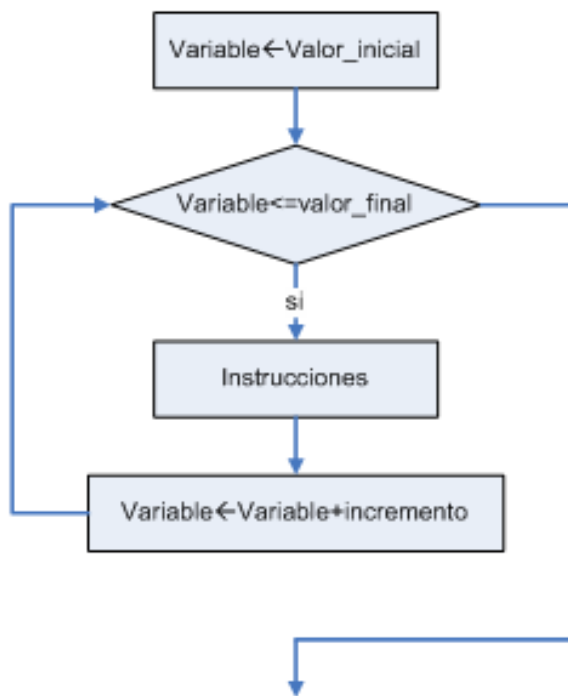 Variable←Valor_inicial
Variable<=valor_final
si
Instrucciones
Variable←Variable+incremento